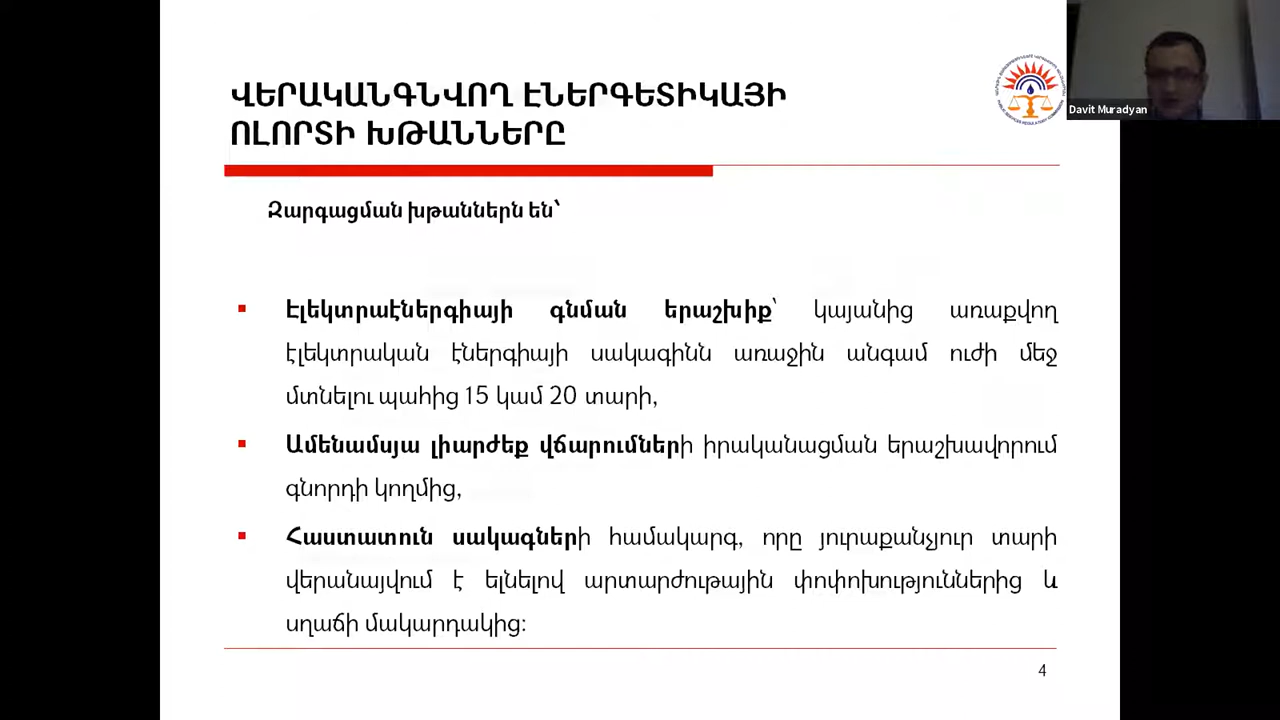 ՎԵՐԱԿԱՆԳՆՎՈՂ ԷՆԵՐԳԵՏԻԿԱՅԻ
ՈԼՈՐՏԻ ԽԹԱՆՆԵՐԸ
Davit Muradyan
Զարգացման խթաններն են՝
Էլեկտրաէներգիայի գնման երաշխիք՝ կայանից առաքվող
էլեկտրական էներգիայի սակագինն առաջին անգամ ուժի մեջ
մտնելու պահից 15 կամ 20 տարի,
Ամենամսյա լիարժեք վճարումների իրականացման երաշխավորում
գնորդի կողմից,
Հաստատուն սակագների համակարգ, որը յուրաքանչյուր տարի
վերանայվում է ելնելով արտարժութային փոփոխություններից և
սղաճի մակարդակից:
4